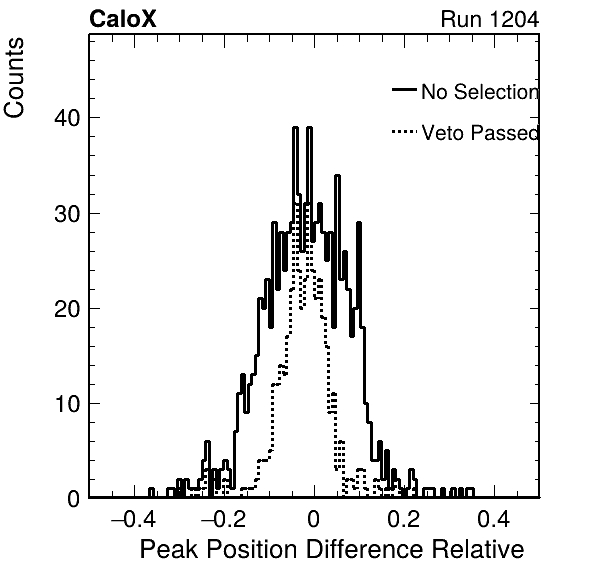 CaloX Run 1204
Counts
No Selection
Veto Passed
40
30
20
10
0
−0.4 −0.2 0 0.2 0.4
Peak Position Difference Relative